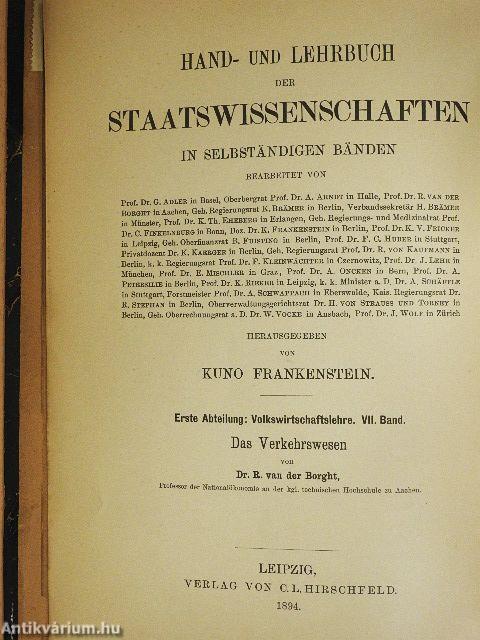 HAND- UND LEHRBUCH
DER
STAATSWISSENSCHAFTEN
IN SELBSTÄNDIGEN BÄNDEN
BEARBEITET VON
Prof. Dr. G. ADLER in Basel, Oberbergrat Prof. Dr. A. ARNDT in Halle, Prof. Dr. R. VAN DER
BORGHT in Aachen, Geh. Regierungsrat K. BRÄMER in Berlin, Verbandssekretär H. BRÄMER
in Münster, Prof. Dr. K. TH. EHEBERG in Erlangen, Geh. Regierungs- und Medizinalrat Prof.
Dr. C. FINKELNBURG in Bonn, Doz. Dr. K. FRANKENSTEIN in Berlin, Prof. Dr. K. V. FRICKER
in Leipzig, Geh. Oberfinanzrat B. FUISTING in Berlin, Prof. Dr. F. C. HUBER in Stuttgart,
Privatdozent Dr. K. KAERGER in Berlin, Geh. Regierungsrat Prof. Dr. R. VON KAUFMANN in
Berlin, k. k. Regierungsrat Prof. Dr. F. KLEINWÄCHTER in Czernowitz, Prof. Dr. J. LEHR in
München, Prof. Dr. E. MISCHLER in Graz, Prof. Dr. A. ONCKEN in Bern, Prof. Dr. A.
PETERSILIE in Berlin, Prof. Dr. K. BIEHER in Leipzig, k. k. Minister a. D. Dr. A. SCHÄFFLE
in Stuttgart, Forstmeister Prof. Dr. A. SCHWAPPACH in Eberswalde, Kais. Regierungsrat Dr.
R. STEPHAN in Berlin, Oberverwaltungsgerichtsrat Dr. H. VON STRAUSS UND TORNEY in
Berlin, Geh. Oberrechnungsrat a. D. Dr. W. VOCKE in Ansbach, Prof. Dr. J. WOLF in Zürich
HERAUSGEGEBEN
VON
KUNO FRANKENSTEIN.
Erste Abteilung: Volkswirtschaftslehre. VII. Band.
Das Verkehrswesen
von
Dr. R. van der Borght,
Professor der Nationalökonomie an der kgl. technischen Hochschule zu Aachen.
LEIPZIG,
VERLAG VON C. L. HIRSCHFELD.
1894.
Antikvárium.hu